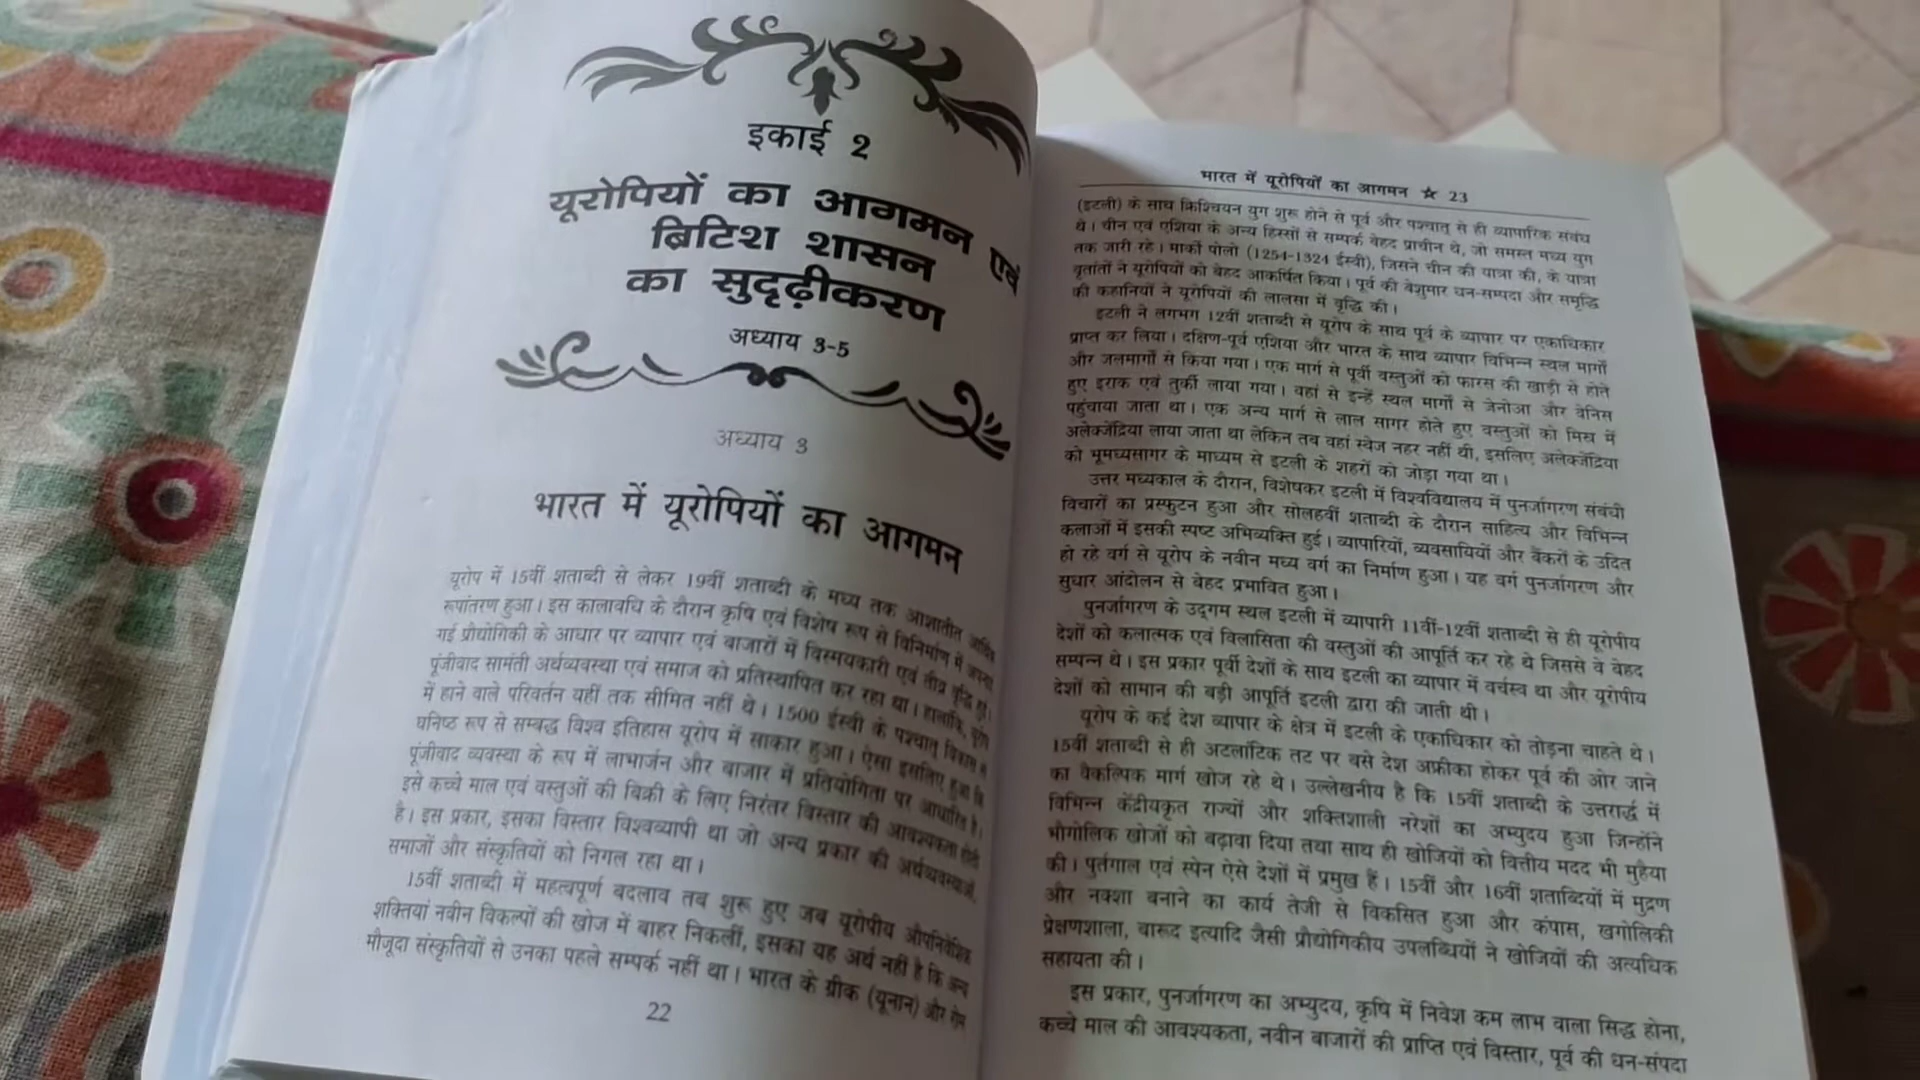 इकाई 2
यूरोपियों का आगमन एवं
ब्रिटिश शासन
का सुदृढ़ीकरण
अध्याय 3-5
अध्याय 3
भारत में यूरोपियों का आगमन
यूरोप में 15वीं शताब्दी से लेकर 19वीं शताब्दी के मध्य तक आशातीत आर्थिक
रूपांतरण हुआ। इस कालावधि के दौरान कृषि एवं विशेष रूप से विनिर्माण में अपनाई
गई प्रौद्योगिकी के आधार पर व्यापार एवं बाजारों में विस्मयकारी एवं तीव्र वृद्धि हुई।
पूंजीवाद सामंती अर्थव्यवस्था एवं समाज को प्रतिस्थापित कर रहा था। हालांकि, यूरोप
में हाने वाले परिवर्तन यहीं तक सीमित नहीं थे। 1500 ईस्वी के पश्चात् विकास से
घनिष्ठ रूप से सम्बद्ध विश्व इतिहास यूरोप में साकार हुआ। ऐसा इसलिए हुआ कि
पूंजीवाद व्यवस्था के रूप में लाभार्जन और बाजार में प्रतियोगिता पर आधारित है।
इसे कच्चे माल एवं वस्तुओं की बिक्री के लिए निरंतर विस्तार की आवश्यकता होती
है। इस प्रकार, इसका विस्तार विश्वव्यापी था जो अन्य प्रकार की अर्थव्यवस्थाओं,
समाजों और संस्कृतियों को निगल रहा था।
15वीं शताब्दी में महत्वपूर्ण बदलाव तब शुरू हुए जब यूरोपीय औपनिवेशिक
शक्तियां नवीन विकल्पों की खोज में बाहर निकलीं, इसका यह अर्थ नहीं है कि अन्य
मौजूदा संस्कृतियों से उनका पहले सम्पर्क नहीं था। भारत के ग्रीक (यूनान) और रोम
22
भारत में यूरोपियों का आगमन ☆ 23
(इटली) के साथ क्रिश्चियन युग शुरू होने से पूर्व और पश्चात् से ही व्यापारिक संबंध
थे। चीन एवं एशिया के अन्य हिस्सों से सम्पर्क बेहद प्राचीन थे, जो समस्त मध्य युग
तक जारी रहे। मार्को पोलो (1254-1324 ईस्वी), जिसने चीन की यात्रा की, के यात्रा
वृतांतों ने यूरोपियों को बेहद आकर्षित किया। पूर्व की बेशुमार धन-सम्पदा और समृद्धि
की कहानियों ने यूरोपियों की लालसा में वृद्धि की।
इटली ने लगभग 12वीं शताब्दी से यूरोप के साथ पूर्व के व्यापार पर एकाधिकार
प्राप्त कर लिया। दक्षिण-पूर्व एशिया और भारत के साथ व्यापार विभिन्न स्थल मार्गों
और जलमार्गों से किया गया। एक मार्ग से पूर्वी वस्तुओं को फारस की खाड़ी से होते
हुए इराक एवं तुर्की लाया गया। वहां से इन्हें स्थल मार्गों से जेनोआ और वेनिस
पहुंचाया जाता था। एक अन्य मार्ग से लाल सागर होते हुए वस्तुओं को मिस्र में
अलेक्जेंद्रिया लाया जाता था लेकिन तब वहां स्वेज नहर नहीं थी, इसलिए अलेक्जेंद्रिया
को भूमध्यसागर के माध्यम से इटली के शहरों को जोड़ा गया था।
उत्तर मध्यकाल के दौरान, विशेषकर इटली में विश्वविद्यालय में पुनर्जागरण संबंधी
विचारों का प्रस्फुटन हुआ और सोलहवीं शताब्दी के दौरान साहित्य और विभिन्न
कलाओं में इसकी स्पष्ट अभिव्यक्ति हुई। व्यापारियों, व्यवसायियों और बैंकरों के उदित
हो रहे वर्ग से यूरोप के नवीन मध्य वर्ग का निर्माण हुआ। यह वर्ग पुनर्जागरण और
सुधार आंदोलन से बेहद प्रभावित हुआ।
पुनर्जागरण के उद्गम स्थल इटली में व्यापारी 11वीं-12वीं शताब्दी से ही यूरोपीय
देशों को कलात्मक एवं विलासिता की वस्तुओं की आपूर्ति कर रहे थे जिससे वे बेहद
सम्पन्न थे। इस प्रकार पूर्वी देशों के साथ इटली का व्यापार में वर्चस्व था और यूरोपीय
देशों को सामान की बड़ी आपूर्ति इटली द्वारा की जाती थी।
यूरोप के कई देश व्यापार के क्षेत्र में इटली के एकाधिकार को तोड़ना चाहते थे।
15वीं शताब्दी से ही अटलांटिक तट पर बसे देश अफ्रीका होकर पूर्व की ओर जाने
का वैकल्पिक मार्ग खोज रहे थे। उल्लेखनीय है कि 15वीं शताब्दी के उत्तरार्द्ध में
विभिन्न केंद्रीयकृत राज्यों और शक्तिशाली नरेशों का अभ्युदय हुआ जिन्होंने
भौगोलिक खोजों को बढ़ावा दिया तथा साथ ही खोजियों को वित्तीय मदद भी मुहैया
की। पुर्तगाल एवं स्पेन ऐसे देशों में प्रमुख हैं। 15वीं और 16वीं शताब्दियों में मुद्रण
और नक्शा बनाने का कार्य तेजी से विकसित हुआ और कंपास, खगोलिकी
प्रेक्षणशाला, बारूद इत्यादि जैसी प्रौद्योगिकीय उपलब्धियों ने खोजियों की अत्यधिक
सहायता की।
इस प्रकार, पुनर्जागरण का अभ्युदय, कृषि में निवेश कम लाभ वाला सिद्ध होना,
कच्चे माल की आवश्यकता, नवीन बाजारों की प्राप्ति एवं विस्तार, पूर्व की धन-संपदा